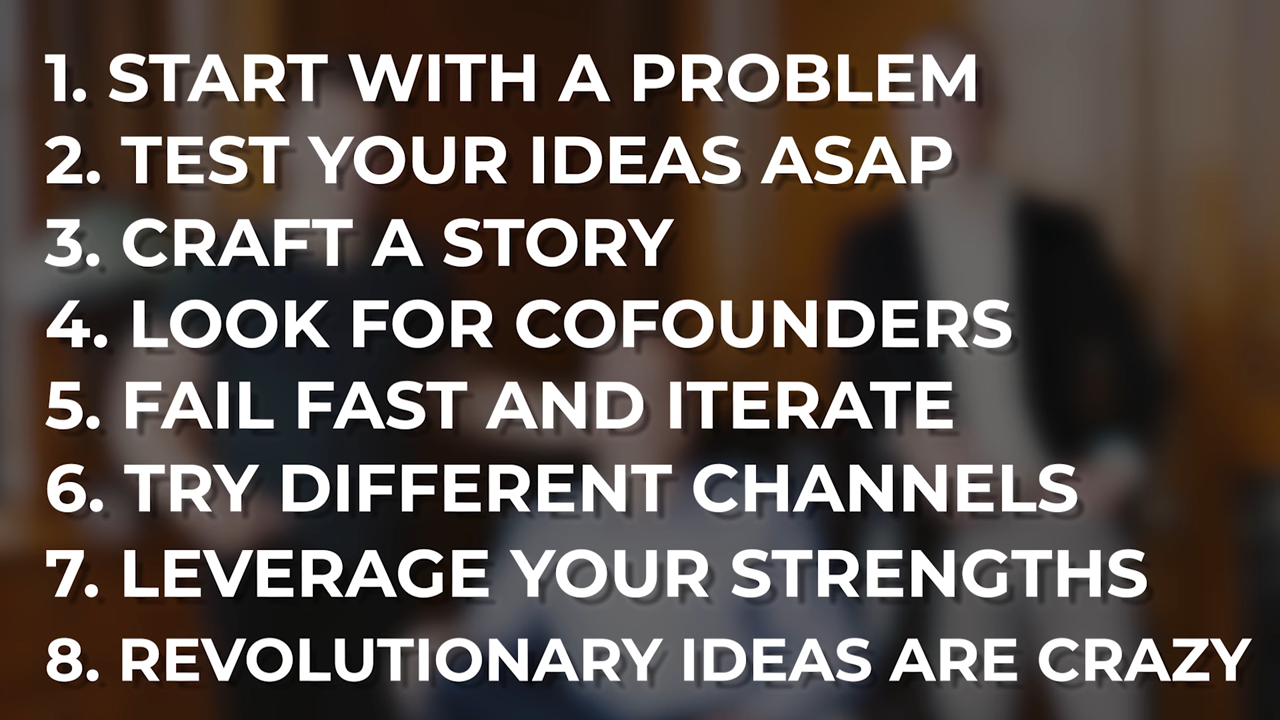 1. START WITH A PROBLEM
2. TEST YOUR IDEAS ASAP
3. CRAFT A STORY
4. LOOK FOR COFOUNDERS
5. FAIL FAST AND ITERATE
6. TRY DIFFERENT CHANNELS
7. LEVERAGE YOUR STRENGTHS
8. REVOLUTIONARY IDEAS ARE CRAZY